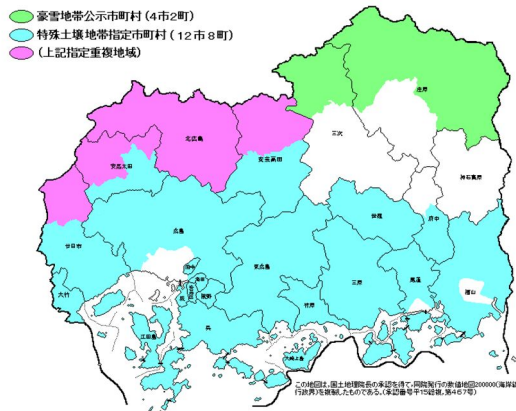 豪雪地帯公示市町村(4市2町)
特殊土壌地帯指定市町村(12市8町)
(上記指定重複地域)
庄原
北広島
三次
安芸高田
安芸太田
神石高原
世羅
府中
広島
廿日市
東広島
福山
三原
尾道
大竹
竹原
呉
江田島
大崎上島
この地図は、国土地理院長の承認を得て、同院発行の数値地図200000(海岸線
行政界)を複製したものである。(承認番号平15総複、第467号)